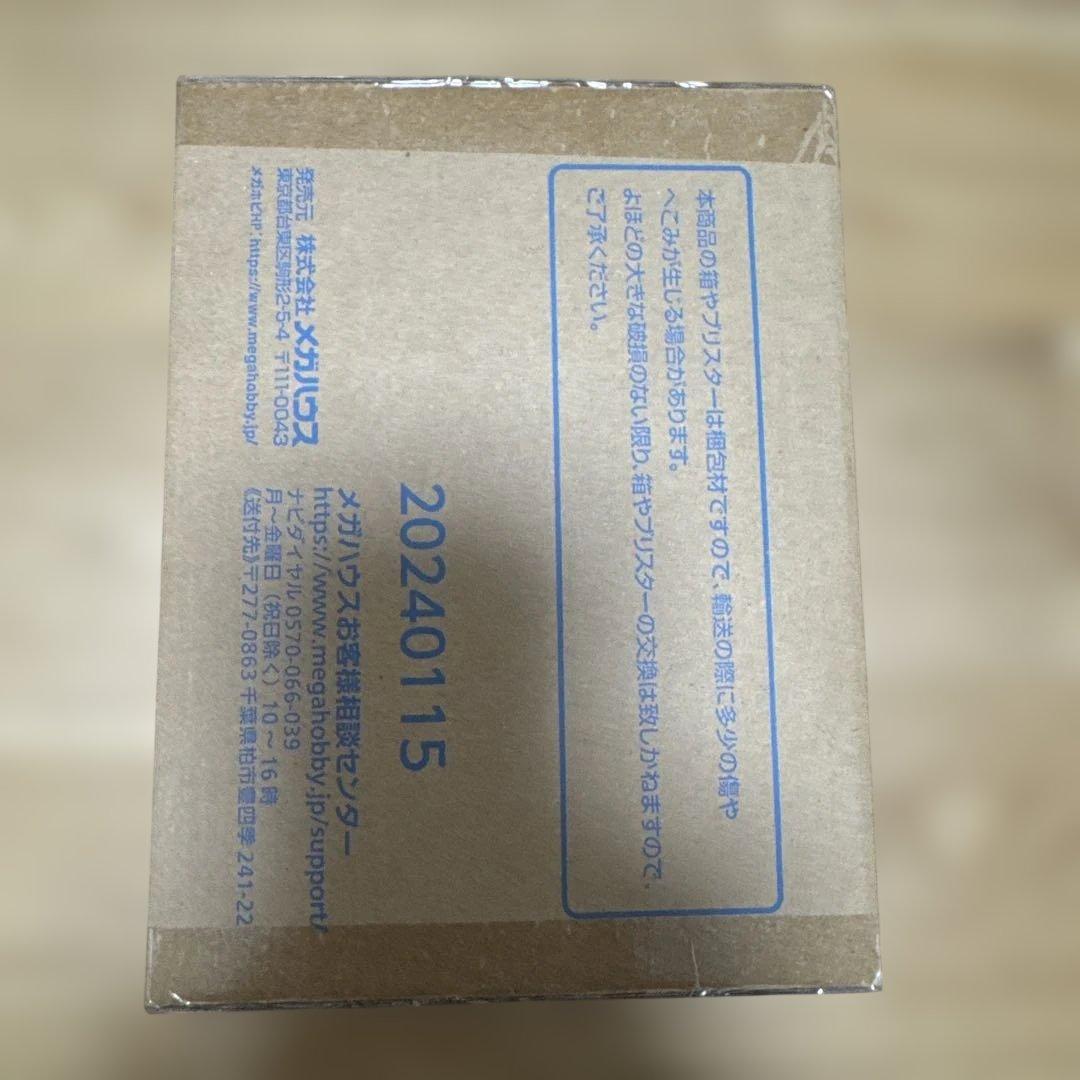 本商品の箱やブリスターは梱包材ですので、輸送の際に多少の傷や
へこみが生じる場合があります。
よほどの大きな破損のない限り、箱やブリスターの交換は致しかねますので、
ご了承ください。
20240115
発売元 株式会社 メガハウス
東京都台東区駒形2-5-4 〒111-0043
メガホビHP:https://www.megahobby.jp/
メガハウスお客様相談センター
https://www.megahobby.jp/support/
ナビダイヤル 0570-066-039
月～金曜日（祝日除く）10～16時
《送付先》〒277-0863 千葉県柏市豊四季 241-22